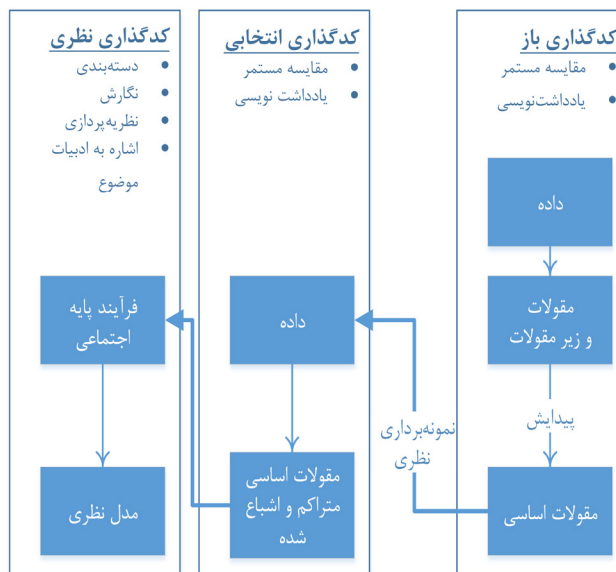 کدگذاری باز
• مقایسه مستمر
• یادداشت‌نویسی
داده
مقولات
و زیر مقولات
پیدایش
مقولات اساسی
نمونه‌برداری
نظری
کدگذاری انتخابی
• مقایسه مستمر
• یادداشت نویسی
داده
مقولات اساسی
متراکم و اشباع
شده
کدگذاری نظری
• دسته‌بندی
• نگارش
• نظریه‌پردازی
• اشاره به ادبیات
موضوع
فرآیند پایه
اجتماعی
مدل نظری